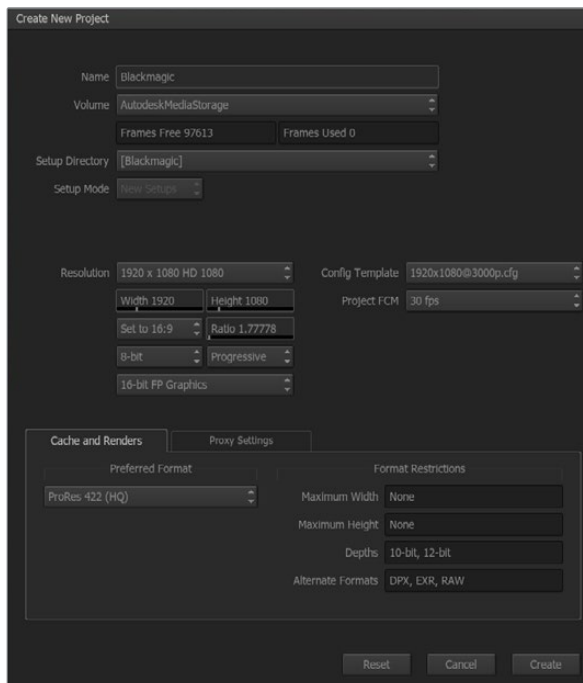 Create New Project
Name Blackmagic
Volume AutodeskMediaStorage
Frames Free 97613 Frames Used 0
Setup Directory [Blackmagic]
Setup Mode New Setups
Resolution 1920 x 1080 HD 1080 Config Template 1920x1080@3000p.cfg
Width 1920 Height 1080 Project FCM 30 fps
Set to 16:9 Ratio 1.77778
8-bit Progressive
16-bit FP Graphics
Cache and Renders Proxy Settings
Preferred Format Format Restrictions
ProRes 422 (HQ) Maximum Width None
Maximum Height None
Depths 10-bit, 12-bit
Alternate Formats DPX, EXR, RAW
Reset Cancel Create